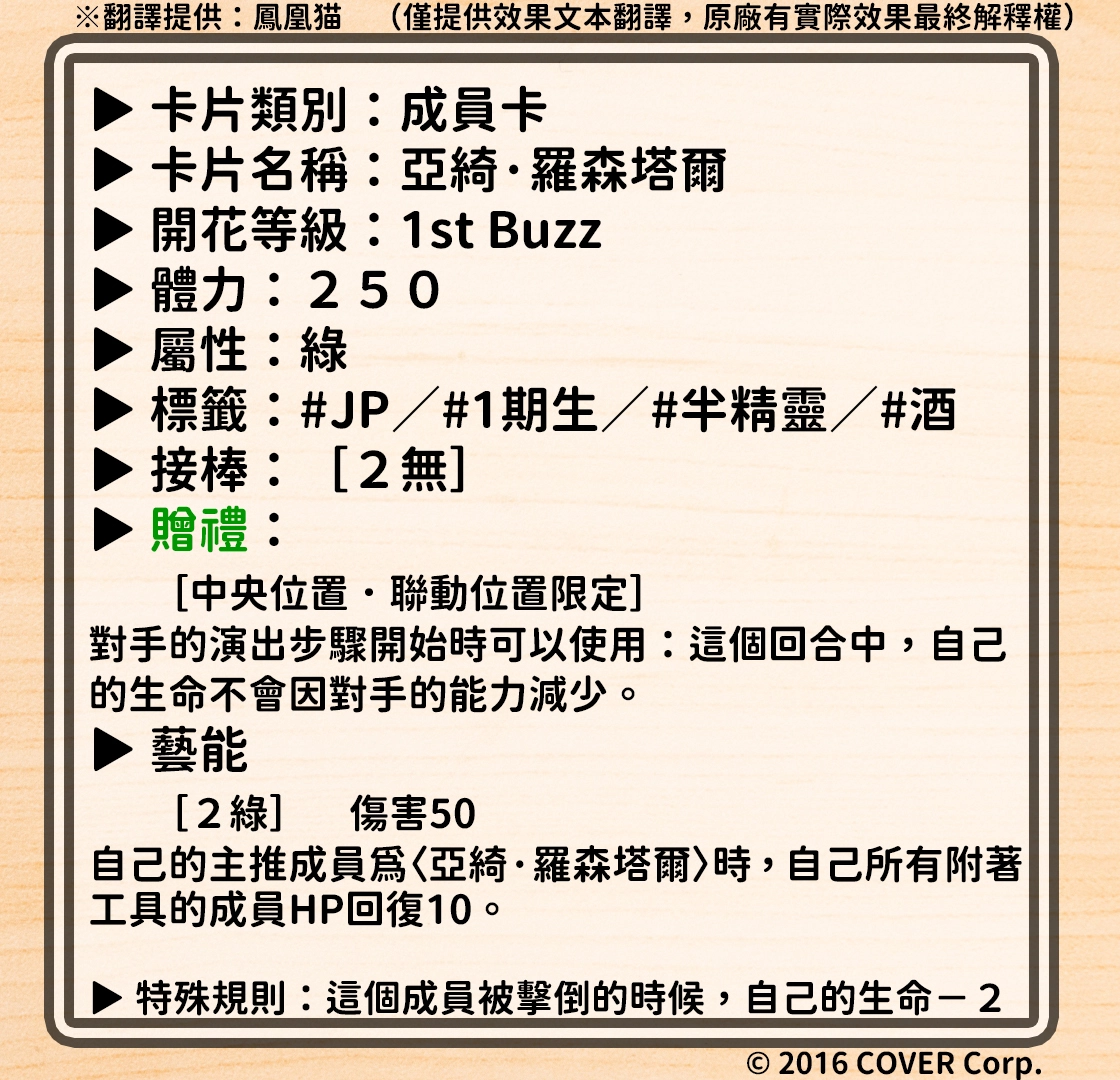 ※翻譯提供：鳳凰猫　（僅提供效果文本翻譯，原廠有實際效果最終解釋權）
▶ 卡片類別：成員卡
▶ 卡片名稱：亞綺·羅森塔爾
▶ 開花等級：1st Buzz
▶ 體力：２５０
▶ 屬性：綠
▶ 標籤：#JP／#1期生／#半精靈／#酒
▶ 接棒：［２無］
▶ 贈禮：
［中央位置・聯動位置限定］
對手的演出步驟開始時可以使用：這個回合中，自己
的生命不會因對手的能力減少。
▶ 藝能
［２綠］　傷害50
自己的主推成員爲〈亞綺·羅森塔爾〉時，自己所有附著
工具的成員HP回復10。
▶ 特殊規則：這個成員被擊倒的時候，自己的生命－２
© 2016 COVER Corp.